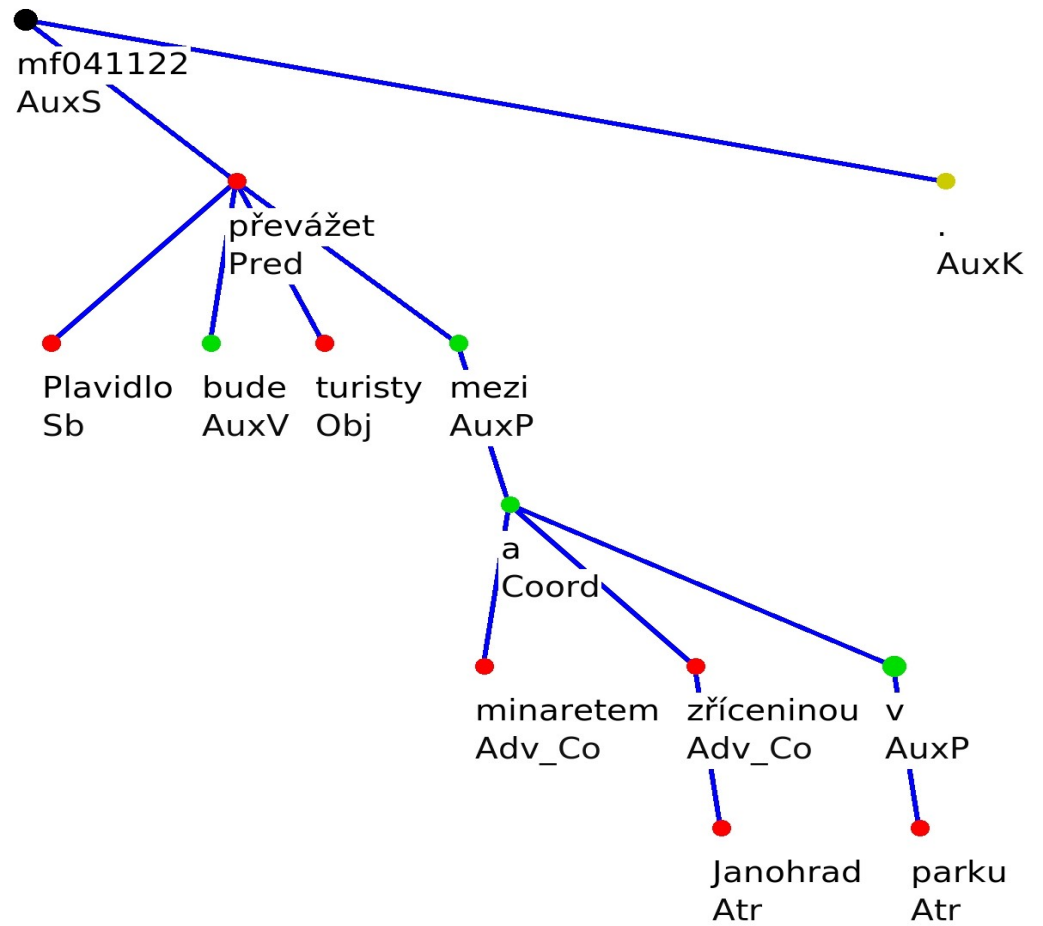 mf041122
AuxS
převážet
Pred
.
AuxK
Plavidlo
Sb
bude
AuxV
turisty
Obj
mezi
AuxP
a
Coord
minaretem
Adv_Co
zříceninou
Adv_Co
v
AuxP
Janohrad
Atr
parku
Atr